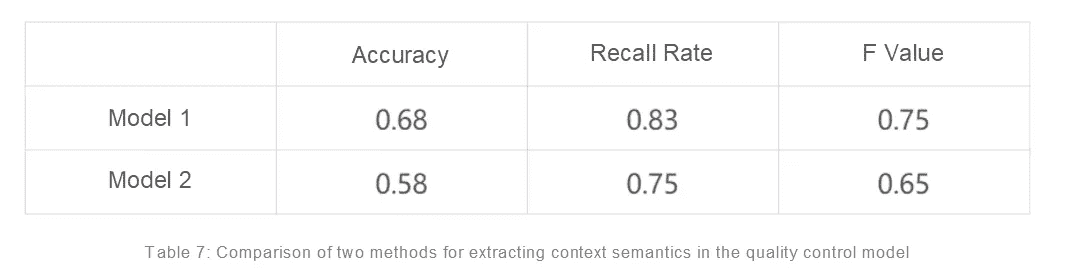 Accuracy Recall Rate F Value
Model 1 0.68 0.83 0.75
Model 2 0.58 0.75 0.65
Table 7: Comparison of two methods for extracting context semantics in the quality control model